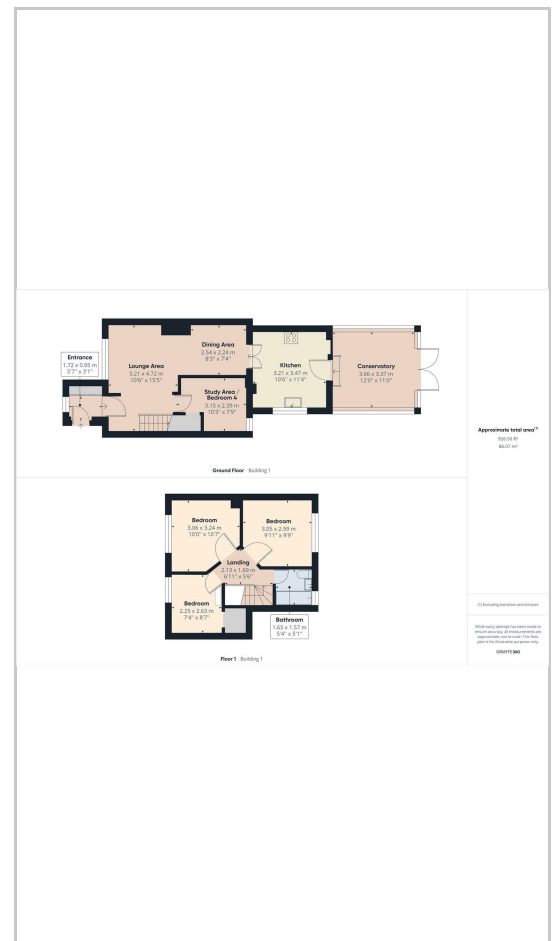 Entrance
1.72 x 0.95 m
5'7" x 3'1"
Lounge Area
3.21 x 4.72 m
10'6" x 15'5"
Dining Area
2.54 x 2.24 m
8'3" x 7'4"
Study Area /
Bedroom 4
3.15 x 2.39 m
10'3" x 7'9"
Kitchen
3.21 x 3.47 m
10'6" x 11'4"
Conservatory
3.66 x 3.37 m
12'0" x 11'0"
Ground Floor Building 1
Bedroom
3.06 x 3.24 m
10'0" x 10'7"
Bedroom
3.05 x 2.99 m
9'11" x 9'9"
Landing
2.13 x 1.69 m
6'11" x 5'6"
Bedroom
2.25 x 2.63 m
7'4" x 8'7"
Bathroom
1.65 x 1.57 m
5'4" x 5'1"
Floor 1 Building 1
Approximate total area⁽¹⁾
ft²
86.07 m²
(1) Excluding balconies and terraces
While every attempt has been made to
ensure accuracy, all measurements are
approximate, not to scale. This floor
plan is for illustrative purposes only.
GIRAFFE360